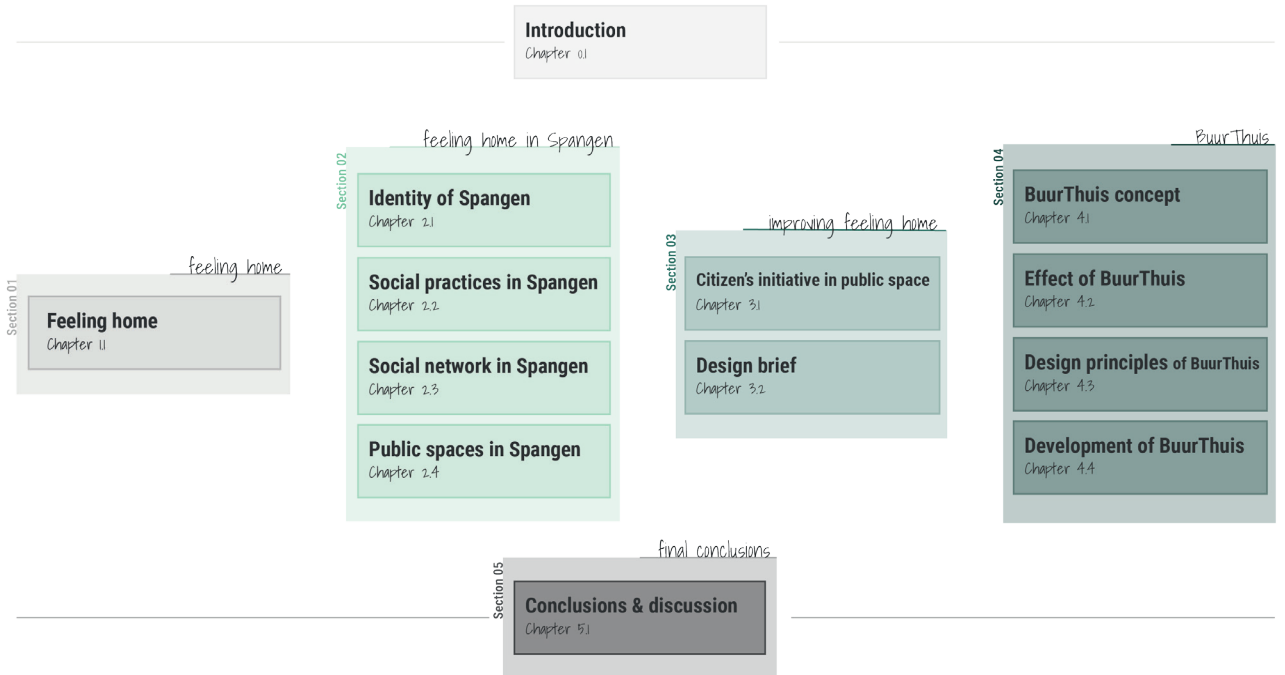 Introduction
Chapter 0.1
Section 01
feeling home
Feeling home
Chapter 1.1
Section 02
feeling home in Spangen
Identity of Spangen
Chapter 2.1
Social practices in Spangen
Chapter 2.2
Social network in Spangen
Chapter 2.3
Public spaces in Spangen
Chapter 2.4
Section 03
improving feeling home
Citizen's initiative in public space
Chapter 3.1
Design brief
Chapter 3.2
Section 04
BuurThuis
BuurThuis concept
Chapter 4.1
Effect of BuurThuis
Chapter 4.2
Design principles of BuurThuis
Chapter 4.3
Development of BuurThuis
Chapter 4.4
Section 05
final conclusions
Conclusions & discussion
Chapter 5.1